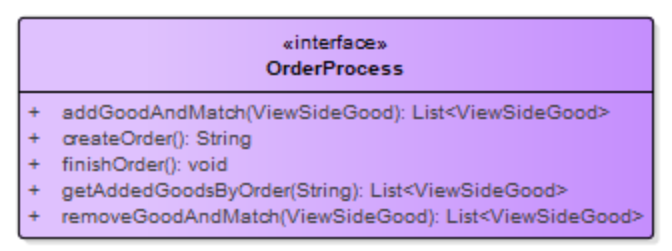 «interface»
OrderProcess
+ addGoodAndMatch(ViewSideGood): List<ViewSideGood>
+ createOrder(): String
+ finishOrder(): void
+ getAddedGoodsByOrder(String): List<ViewSideGood>
+ removeGoodAndMatch(ViewSideGood): List<ViewSideGood>